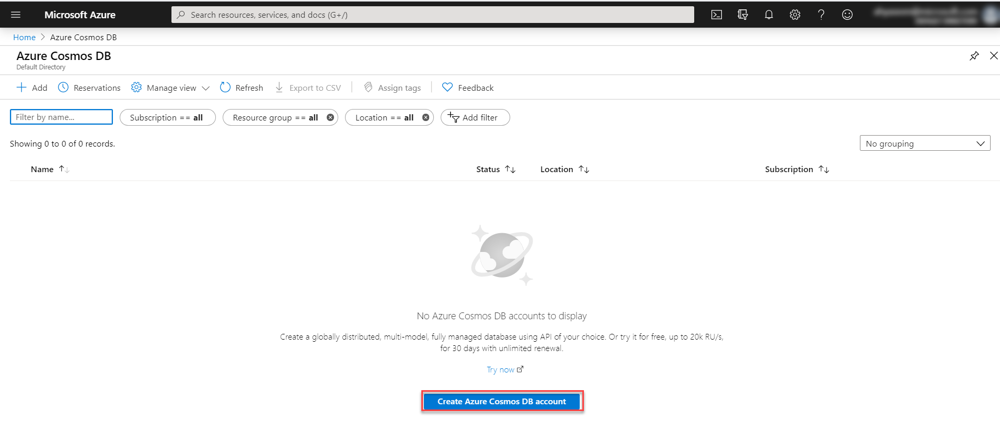 Microsoft Azure
Search resources, services, and docs (G+/)
Home > Azure Cosmos DB
Azure Cosmos DB
Default Directory
Add Reservations Manage view Refresh Export to CSV Assign tags Feedback
Filter by name... Subscription == all Resource group == all Location == all Add filter
Showing 0 to 0 of 0 records.
No grouping
Name Status Location Subscription
No Azure Cosmos DB accounts to display
Create a globally distributed, multi-model, fully managed database using API of your choice. Or try it for free, up to 20k RU/s,
for 30 days with unlimited renewal.
Try now
Create Azure Cosmos DB account